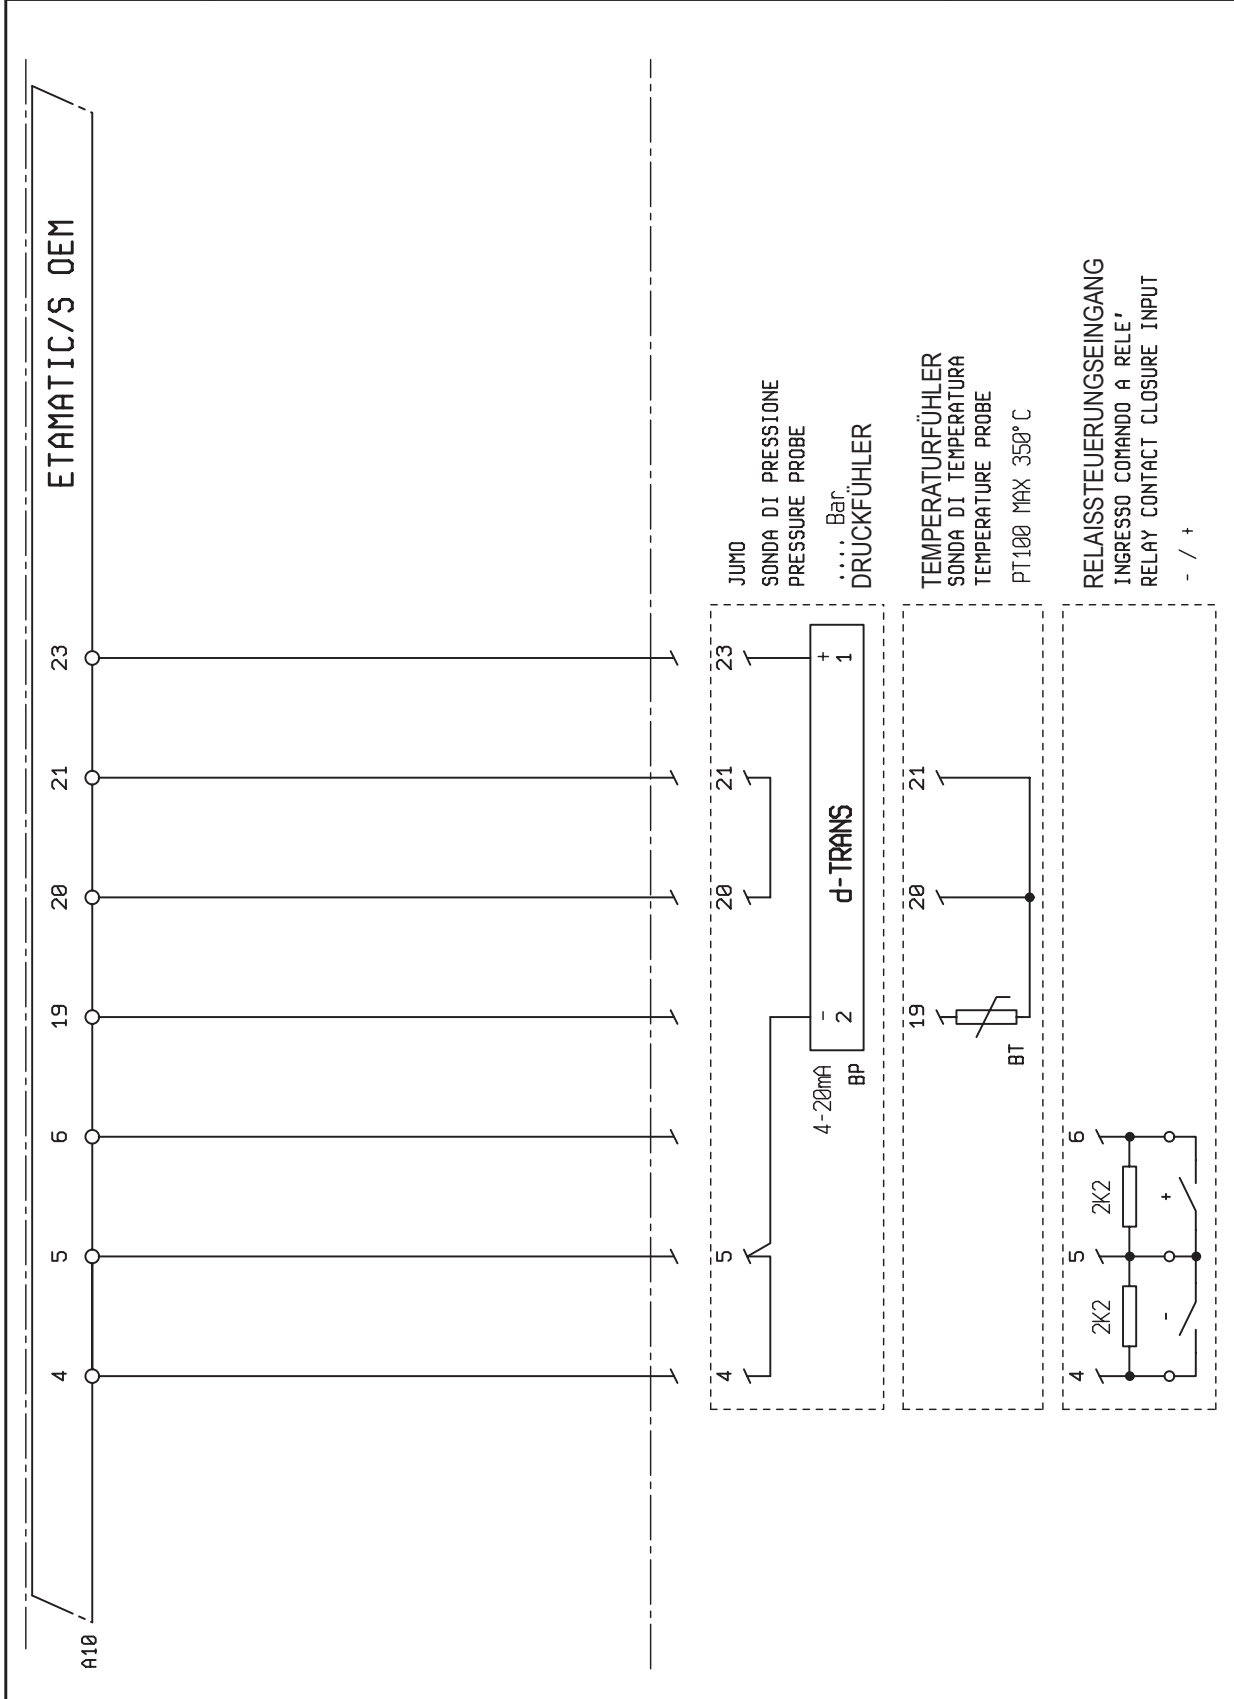 ETAMATIC/S OEM
A10
4
5
6
19
20
21
23
4
5
20
21
23
JUMO
SONDA DI PRESSIONE
PRESSURE PROBE
.... Bar
DRUCKFÜHLER
4-20mA
BP
- +
2 d-TRANS 1
19
20
21
BT
TEMPERATURFÜHLER
SONDA DI TEMPERATURA
TEMPERATURE PROBE
PT100 MAX 350°C
4
5
6
2K2
2K2
-
+
RELAISSTEUERUNGSEINGANG
INGRESSO COMANDO A RELE'
RELAY CONTACT CLOSURE INPUT
- / +